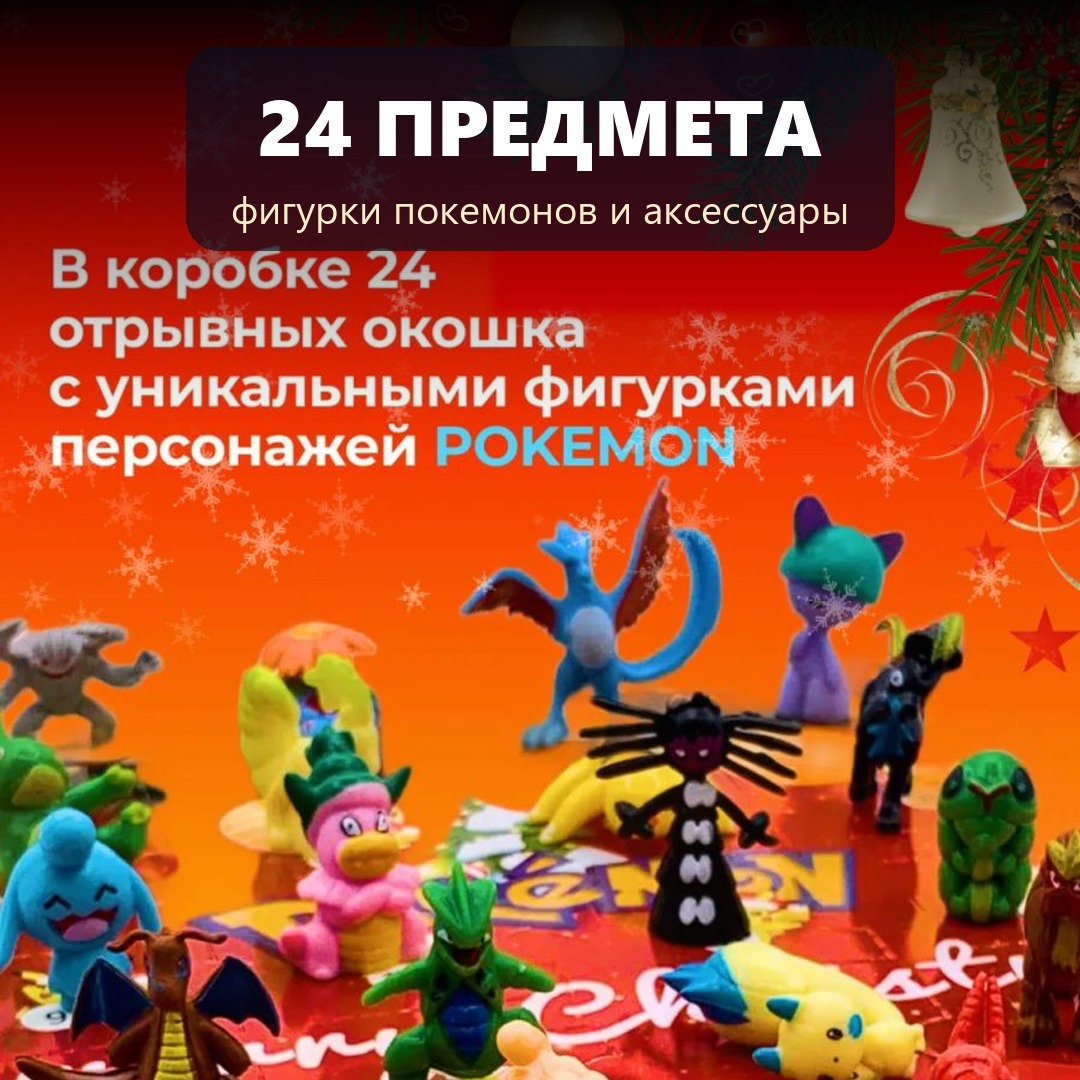 24 ПРЕДМЕТА
фигурки покемонов и аксессуары
В коробке 24
отрывных окошка
с уникальными фигурками
персонажей POKEMON